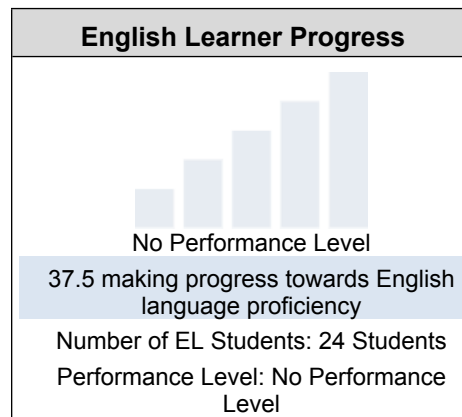 English Learner Progress
No Performance Level
37.5 making progress towards English
language proficiency
Number of EL Students: 24 Students
Performance Level: No Performance
Level